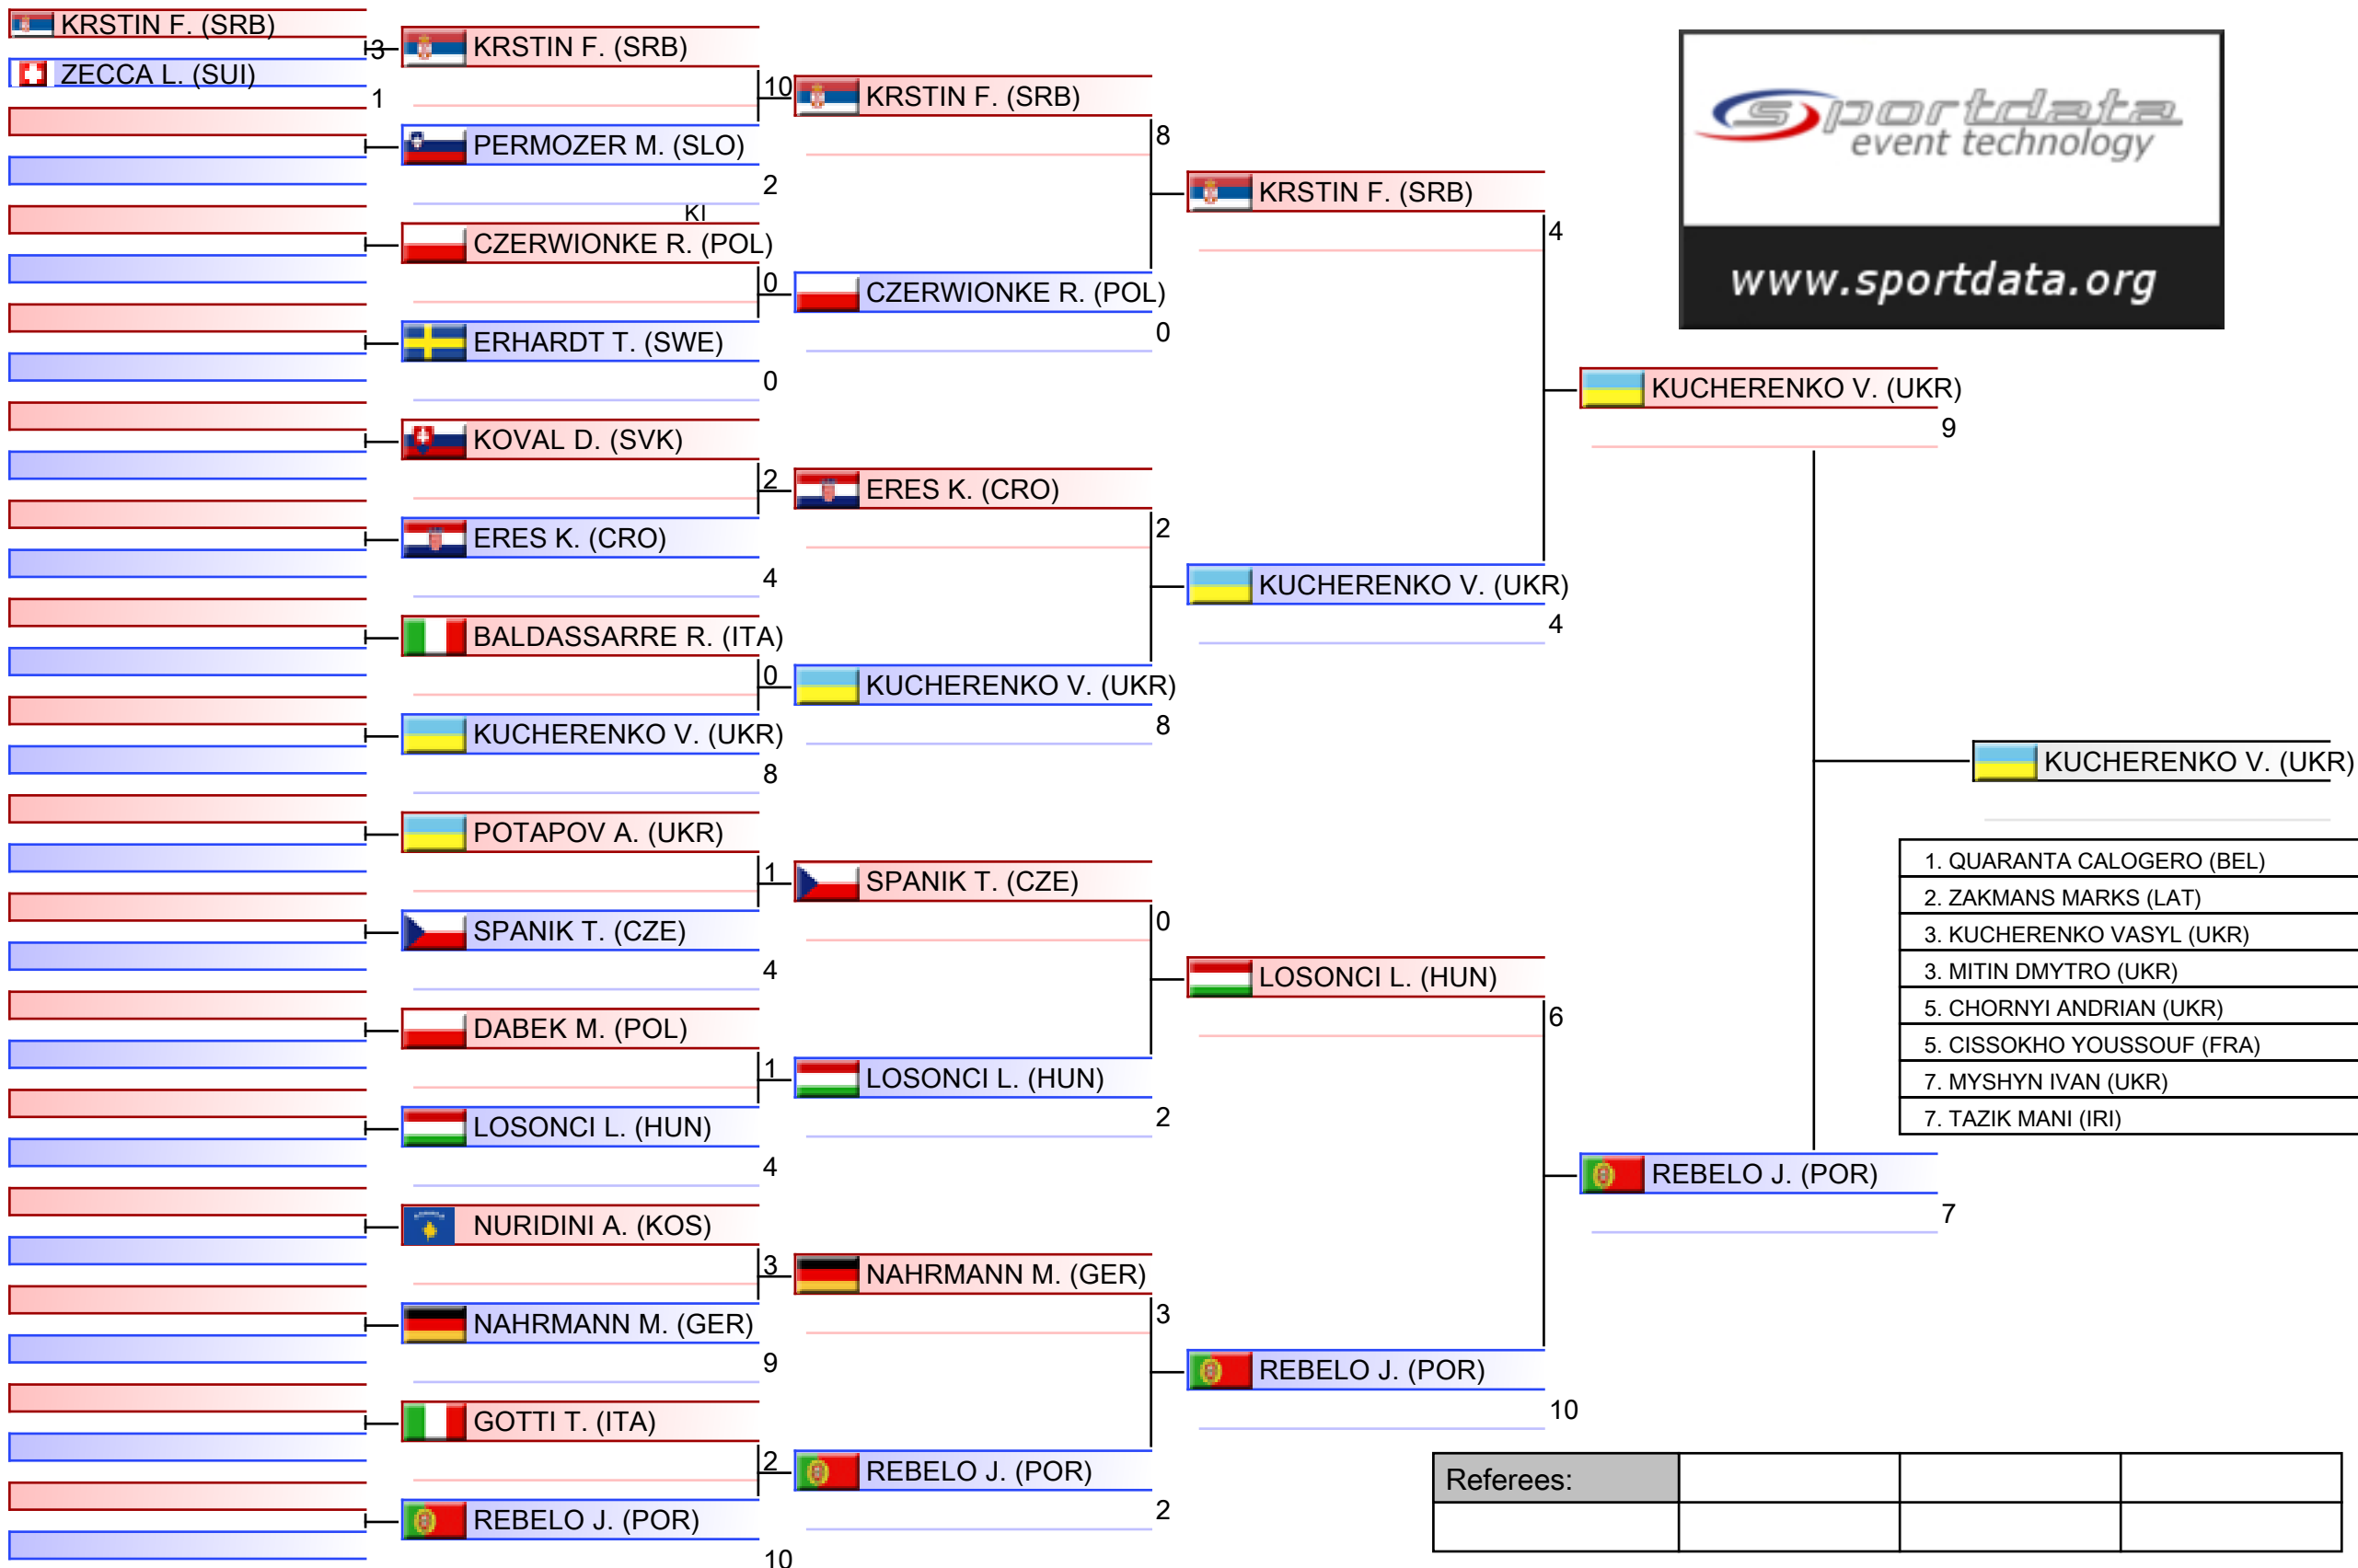 KRSTIN F. (SRB)
3
ZECCA L. (SUI)
1
KRSTIN F. (SRB)
10
PERMOZER M. (SLO)
2
KI
CZERWIONKE R. (POL)
0
ERHARDT T. (SWE)
0
KOVAL D. (SVK)
2
ERES K. (CRO)
4
BALDASSARRE R. (ITA)
0
KUCHERENKO V. (UKR)
8
POTAPOV A. (UKR)
1
SPANIK T. (CZE)
4
DABEK M. (POL)
1
LOSONCI L. (HUN)
4
NURIDINI A. (KOS)
3
NAHRMANN M. (GER)
9
GOTTI T. (ITA)
2
REBELO J. (POR)
10
KRSTIN F. (SRB)
8
CZERWIONKE R. (POL)
0
ERES K. (CRO)
2
KUCHERENKO V. (UKR)
8
SPANIK T. (CZE)
0
LOSONCI L. (HUN)
2
NAHRMANN M. (GER)
3
REBELO J. (POR)
2
KRSTIN F. (SRB)
4
KUCHERENKO V. (UKR)
4
LOSONCI L. (HUN)
6
REBELO J. (POR)
10
KUCHERENKO V. (UKR)
9
REBELO J. (POR)
7
KUCHERENKO V. (UKR)
sportdata
event technology
www.sportdata.org
1. QUARANTA CALOGERO (BEL)
2. ZAKMANS MARKS (LAT)
3. KUCHERENKO VASYL (UKR)
3. MITIN DMYTRO (UKR)
5. CHORNYI ANDRIAN (UKR)
5. CISSOKHO YOUSSOUF (FRA)
7. MYSHYN IVAN (UKR)
7. TAZIK MANI (IRI)
Referees: